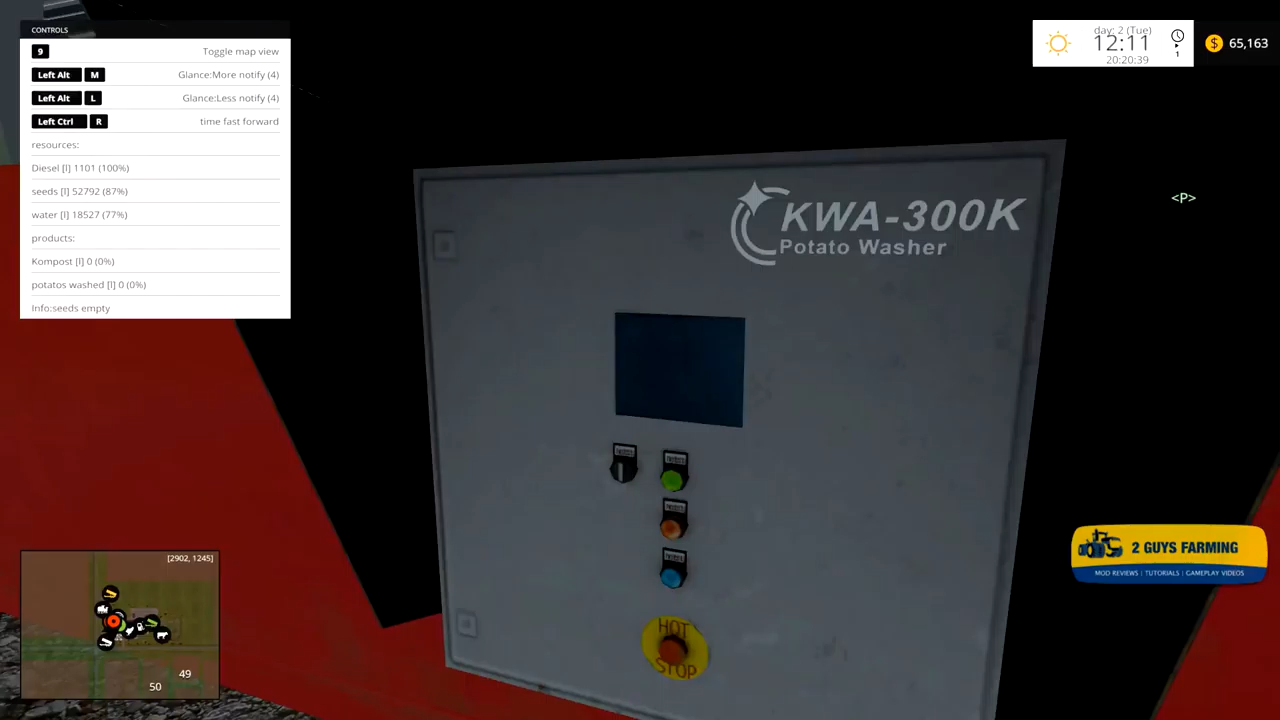 CONTROLS
9 Toggle map view
Left Alt M Glance:More notify (4)
Left Alt L Glance:Less notify (4)
Left Ctrl R time fast forward
resources:
Diesel [l] 1101 (100%)
seeds [l] 52792 (87%)
water [l] 18527 (77%)
products:
Kompost [l] 0 (0%)
potatos washed [l] 0 (0%)
Info:seeds empty
day: 2 (Tue)
12:11
20:20:39
1
$ 65,163
<P>
KWA-300K
Potato Washer
HOT
STOP
2 GUYS FARMING
MOD REVIEWS | TUTORIALS | GAMEPLAY VIDEOS
[2902, 1245]
49
50